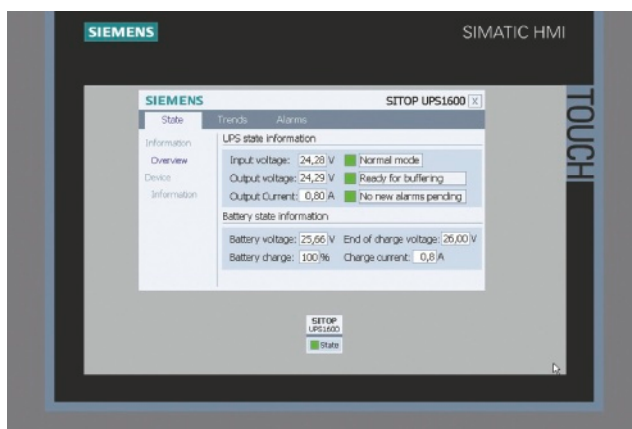 SIEMENS
SIMATIC HMI
TOUCH
SIEMENS SITOP UPS1600 X
State Trends Alarms
Information
Overview
Device
Information
UPS state information
Input voltage: 24,28 V Normal mode
Output voltage: 24,29 V Ready for buffering
Output Current: 0,80 A No new alarms pending
Battery state information
Battery voltage: 25,66 V End of charge voltage: 26,00 V
Battery charge: 100 % Charge current: 0,8 A
SITOP
UPS1600
State